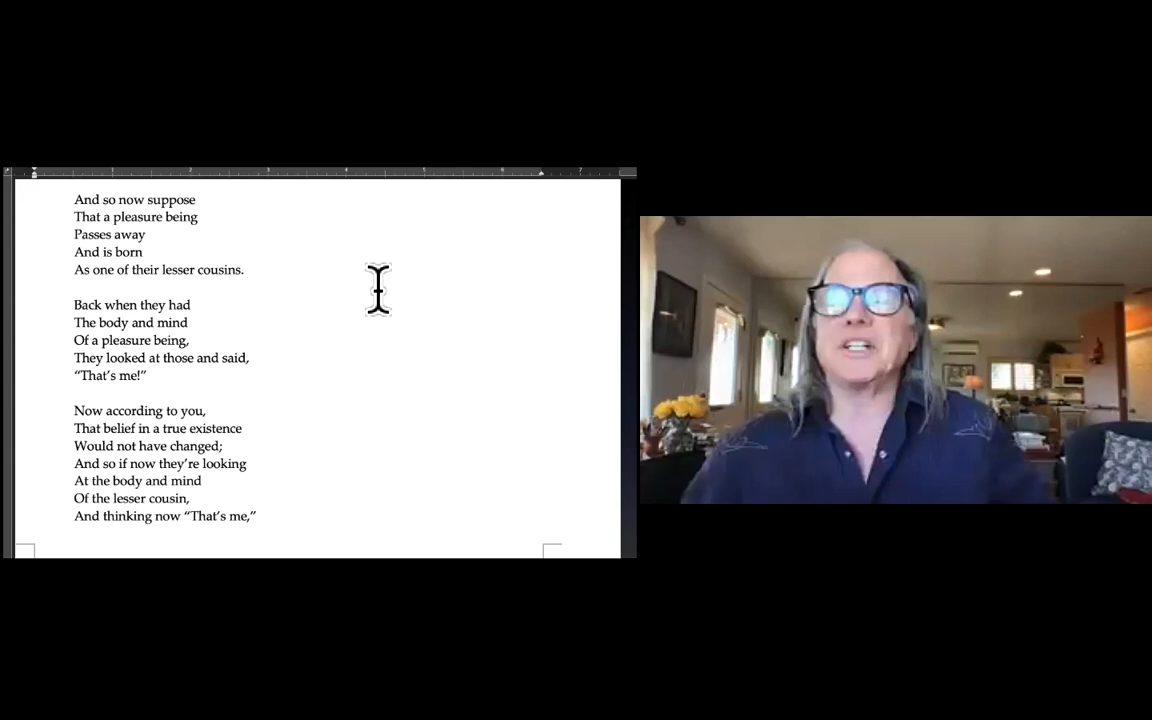 And so now suppose
That a pleasure being
Passes away
And is born
As one of their lesser cousins.
Back when they had
The body and mind
Of a pleasure being,
They looked at those and said,
“That’s me!”
Now according to you,
That belief in a true existence
Would not have changed;
And so if now they’re looking
At the body and mind
Of the lesser cousin,
And thinking now “That’s me,”